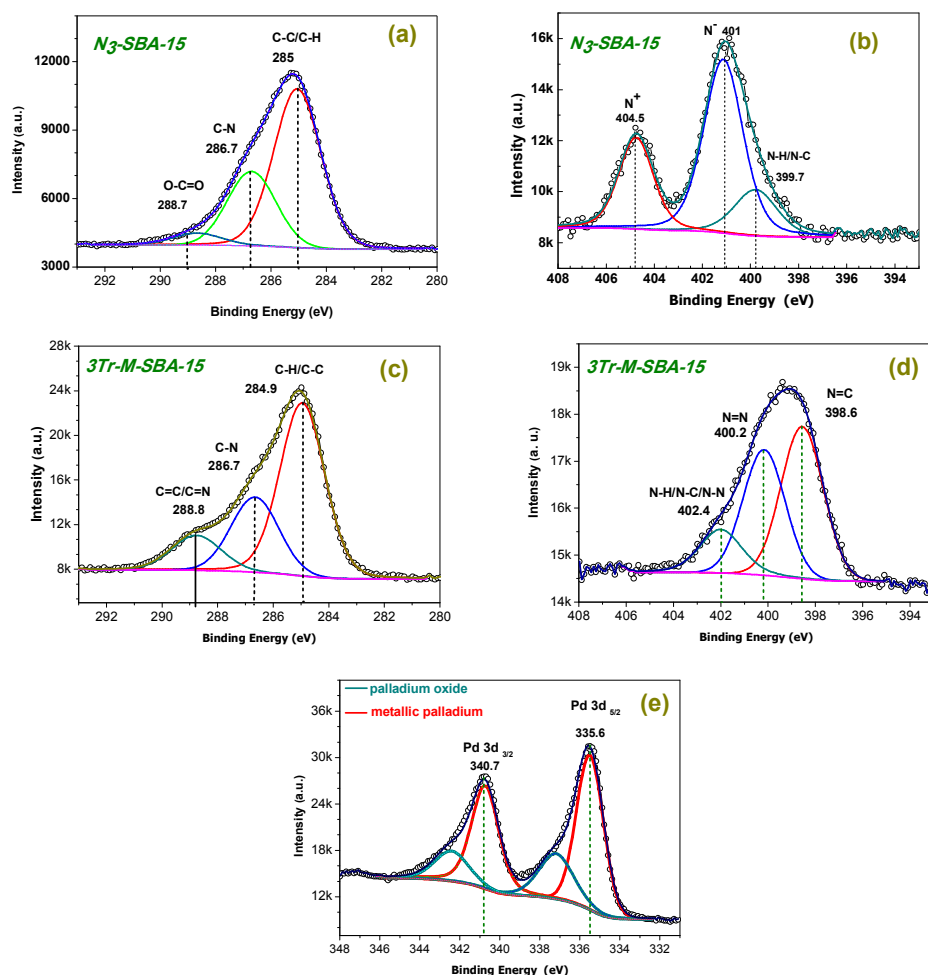 N3-SBA-15
(a)
C-C/C-H
285
C-N
286.7
O-C=O
288.7
12000
9000
6000
3000
Intensity (a.u.)
292 290 288 286 284 282 280
Binding Energy (eV)
N3-SBA-15
(b)
N- 401
N+
404.5
N-H/N-C
399.7
16k
14k
12k
10k
8k
Intensity (a.u.)
408 406 404 402 400 398 396 394
Binding Energy (eV)
3Tr-M-SBA-15
(c)
C-H/C-C
284.9
C-N
286.7
C=C/C=N
288.8
28k
24k
20k
16k
12k
8k
Intensity (a.u.)
292 290 288 286 284 282 280
Binding Energy (eV)
3Tr-M-SBA-15
(d)
N=C
398.6
N=N
400.2
N-H/N-C/N-N
402.4
19k
18k
17k
16k
15k
14k
Intensity (a.u.)
408 406 404 402 400 398 396 394
Binding Energy (eV)
palladium oxide
metallic palladium
(e)
Pd 3d 5/2
335.6
Pd 3d 3/2
340.7
36k
30k
24k
18k
12k
Intensity (a.u.)
348 346 344 342 340 338 336 334 332
Binding Energy (eV)